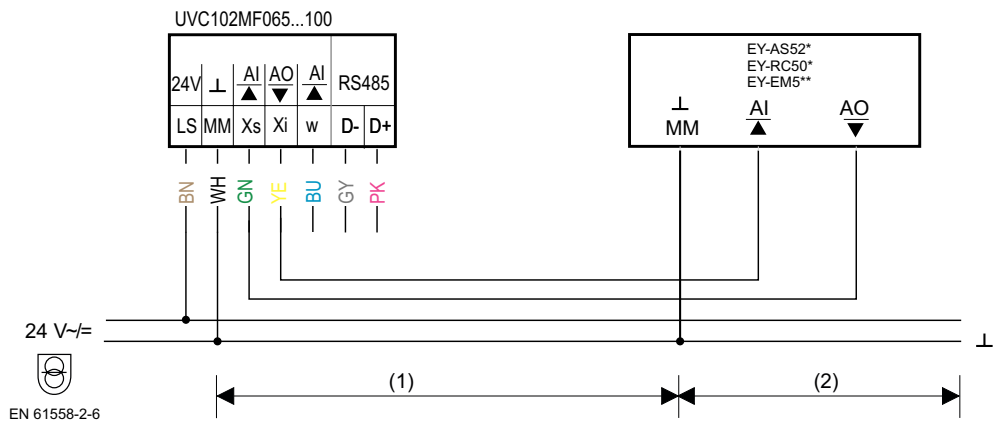 UVC102MF065...100
24V ⊥ AI AO AI RS485
LS MM Xs Xi w D- D+
BN WH GN YE BU GY PK
EY-AS52*
EY-RC50*
EY-EM5**
⊥ AI AO
MM
24 V~/=
⊥
EN 61558-2-6
(1) (2)